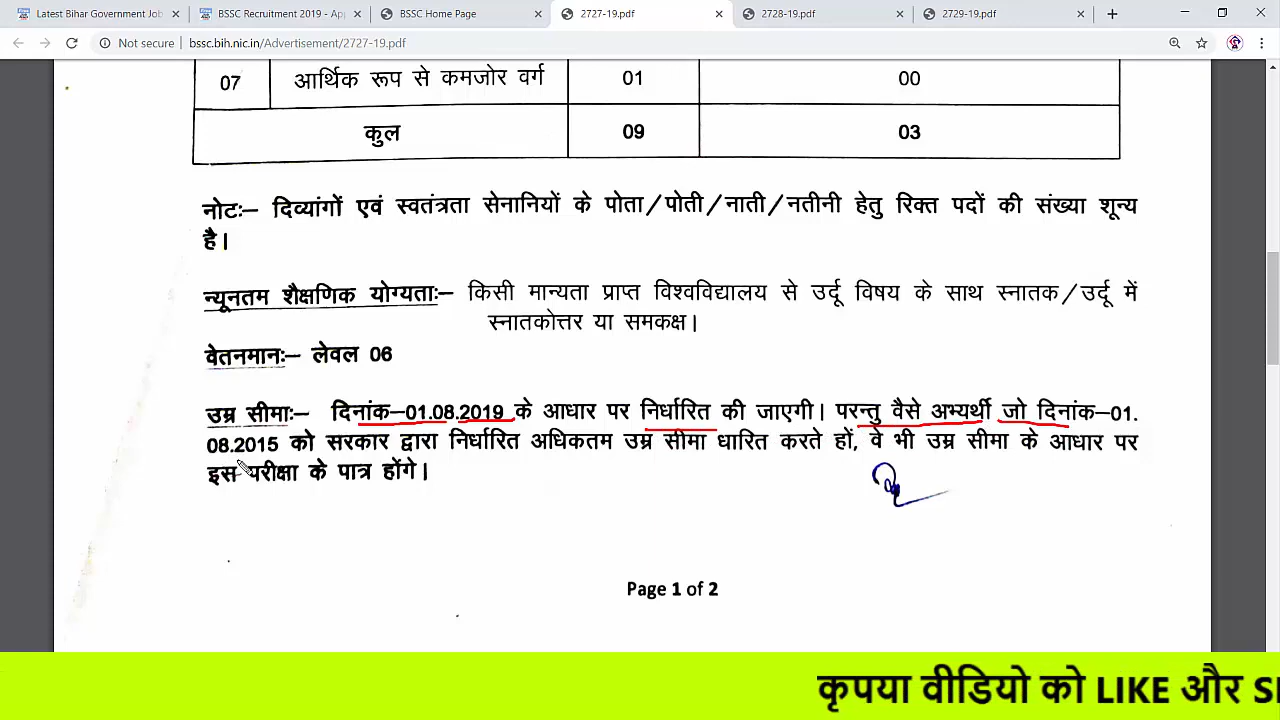 Latest Bihar Government Job
BSSC Recruitment 2019 - Ap
BSSC Home Page
2727-19.pdf
2728-19.pdf
2729-19.pdf
Not secure
bssc.bih.nic.in/Advertisement/2727-19.pdf
07 आर्थिक रूप से कमजोर वर्ग 01 00
कुल 09 03
नोटः– दिव्यांगों एवं स्वतंत्रता सेनानियों के पोता/पोती/नाती/नतीनी हेतु रिक्त पदों की संख्या शून्य
है।
न्यूनतम शैक्षणिक योग्यताः– किसी मान्यता प्राप्त विश्वविद्यालय से उर्दू विषय के साथ स्नातक/उर्दू में
स्नातकोत्तर या समकक्ष।
वेतनमानः– लेवल 06
उम्र सीमाः– दिनांक–01.08.2019 के आधार पर निर्धारित की जाएगी। परन्तु वैसे अभ्यर्थी जो दिनांक–01.
08.2015 को सरकार द्वारा निर्धारित अधिकतम उम्र सीमा धारित करते हों, वे भी उम्र सीमा के आधार पर
इस परीक्षा के पात्र होंगे।
Page 1 of 2
कृपया वीडियो को LIKE और S